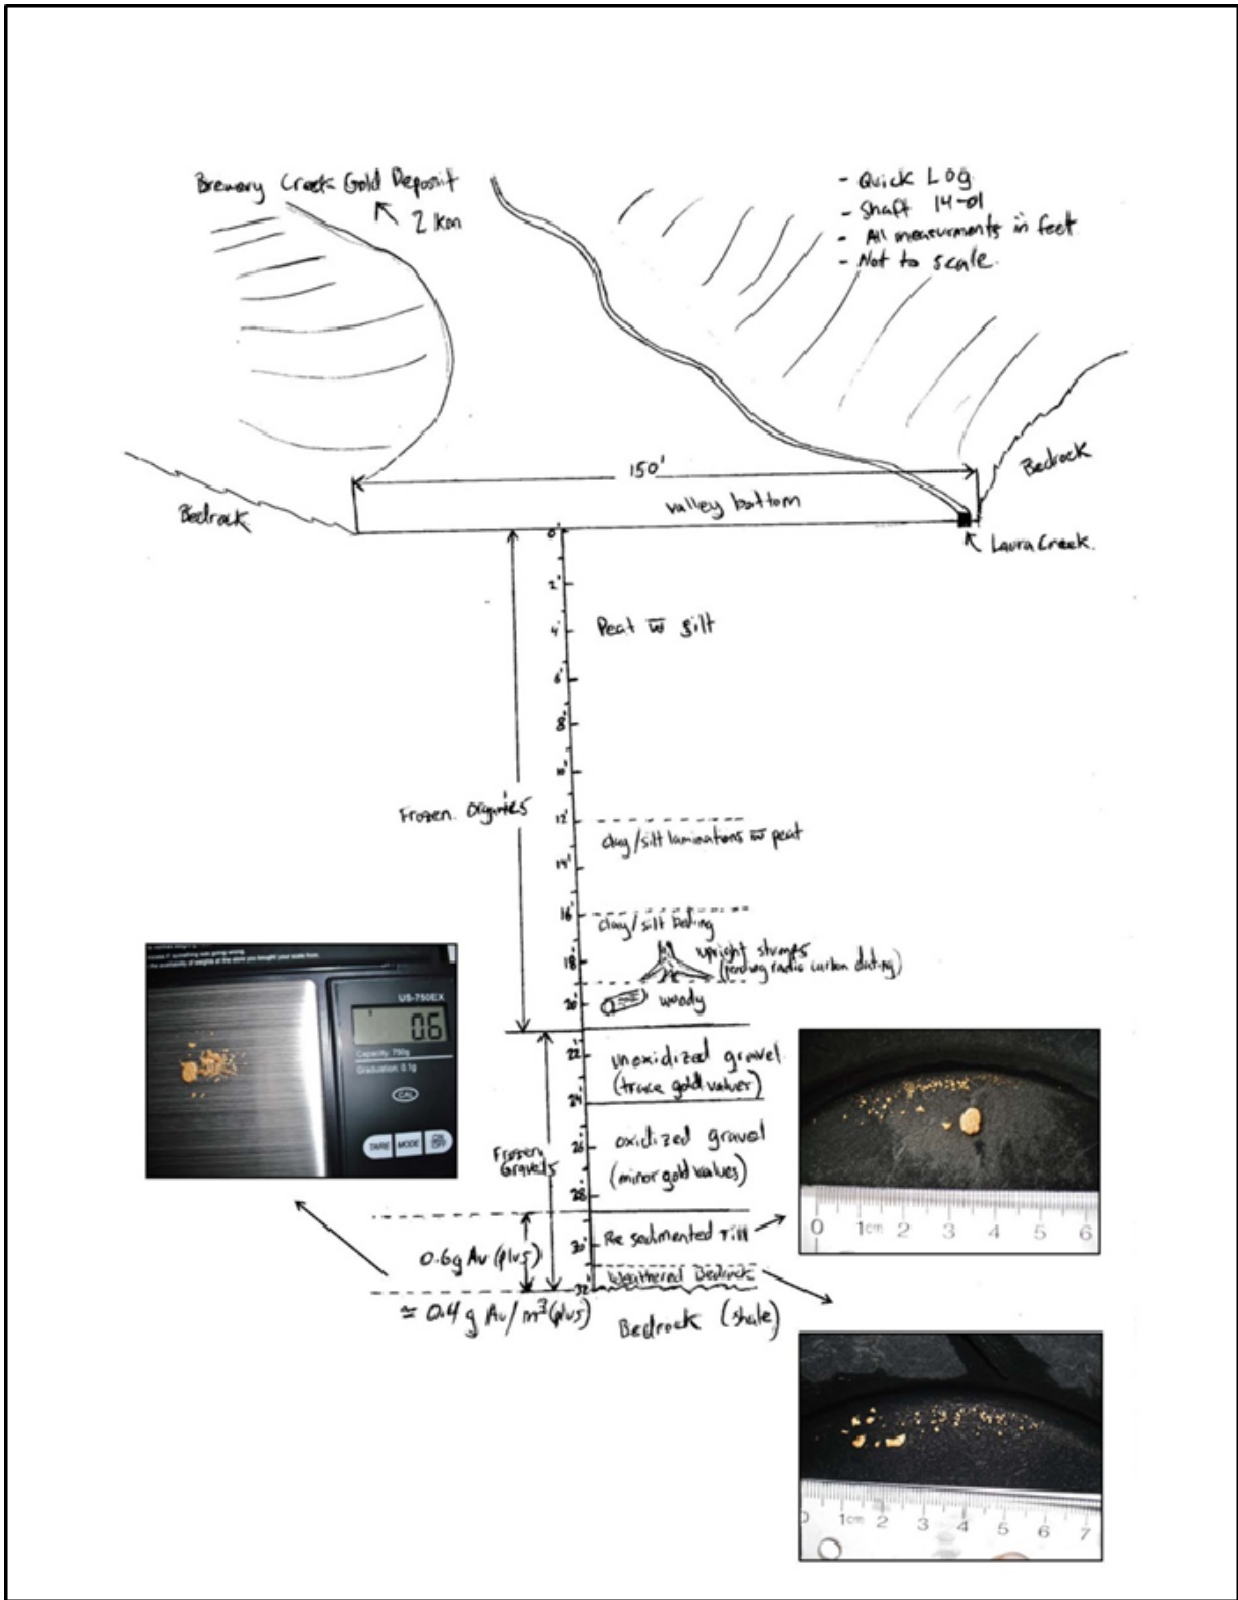 Brewery Creek Gold Deposit
2 km
- Quick Log
- Shaft 14-01
- All measurments in feet
- Not to scale.
150'
Bedrock
valley bottom
Bedrock
Laura Creek.
0'
2'
4'
Peat w̅ silt
6'
8'
10'
Frozen Organics
12'
clay/silt laminations w̅ peat
14'
16'
clay/silt
18'
upright stumps
(pending radio carbon dating)
20'
woody
22'
unoxidized gravel
(trace gold values)
24'
26'
oxidized gravel
(minor gold values)
28'
Frozen
Gravels
Re sedimented Till
30'
0.6g Au (plus)
Weathered Bedrock
32'
≈ 0.4 g Au/m³ (plus)
Bedrock (shale)
US-750EX
06
Capacity: 750g
Graduation: 0.1g
CAL
TARE
MODE
ON
OFF
0 1cm 2 3 4 5 6
1cm 2 3 4 5 6 7